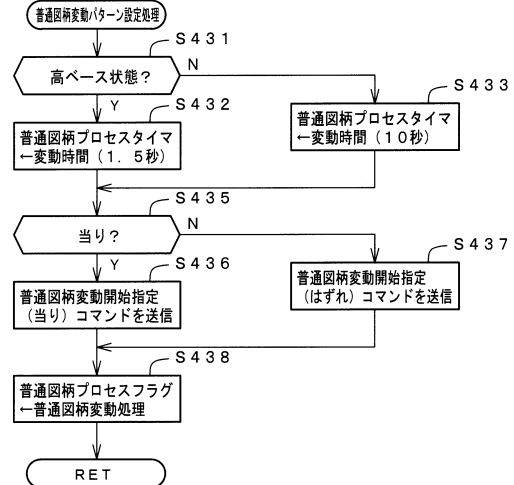 普通図柄変動パターン設定処理
S431
高ベース状態？
N
Y
S432
普通図柄プロセスタイマ
←変動時間（1．5秒）
S433
普通図柄プロセスタイマ
←変動時間（10秒）
S435
当り？
N
Y
S436
普通図柄変動開始指定
（当り）コマンドを送信
S437
普通図柄変動開始指定
（はずれ）コマンドを送信
S438
普通図柄プロセスフラグ
←普通図柄変動処理
RET